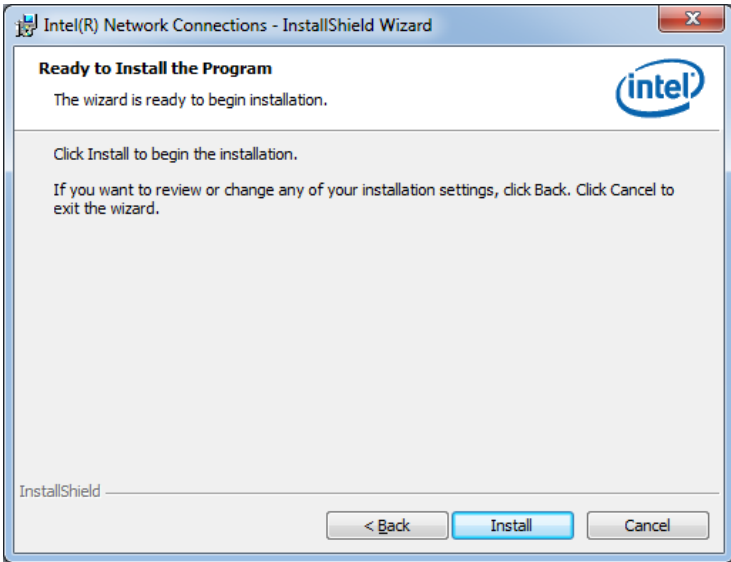 Intel(R) Network Connections - InstallShield Wizard
Ready to Install the Program
The wizard is ready to begin installation.
intel
Click Install to begin the installation.
If you want to review or change any of your installation settings, click Back. Click Cancel to
exit the wizard.
InstallShield
< Back
Install
Cancel